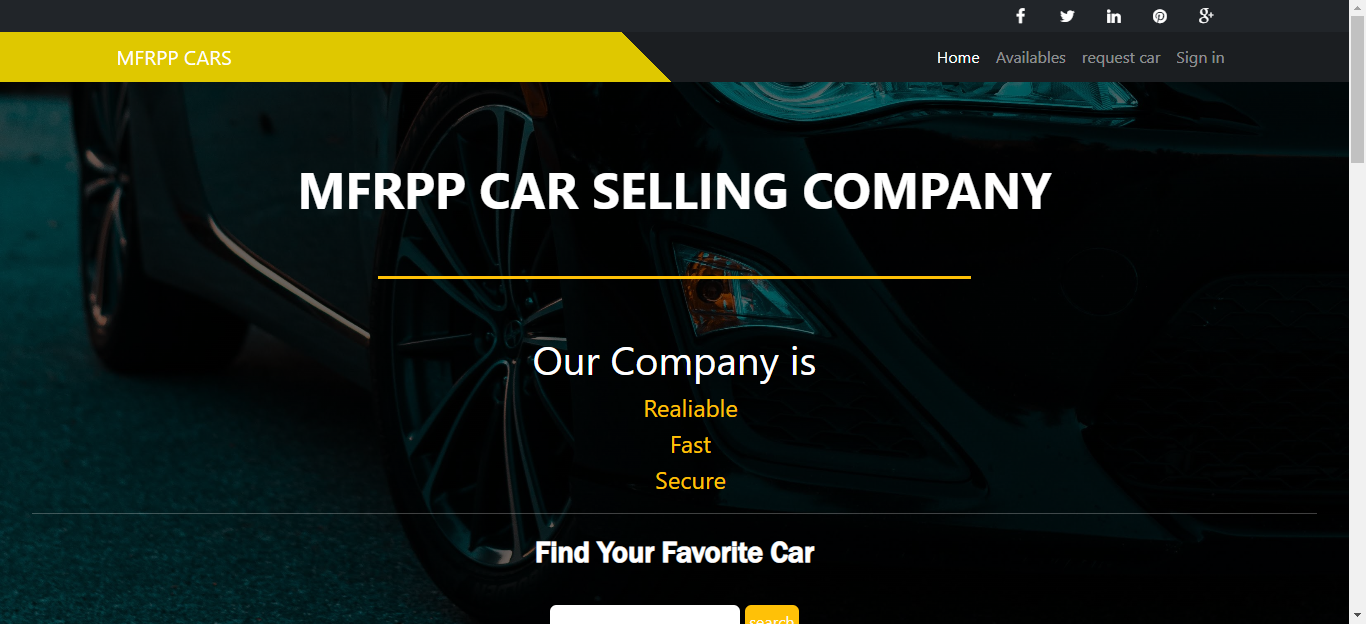 MFRPP CARS
Home Availables request car Sign in
MFRPP CAR SELLING COMPANY
Our Company is
Realiable
Fast
Secure
Find Your Favorite Car
search